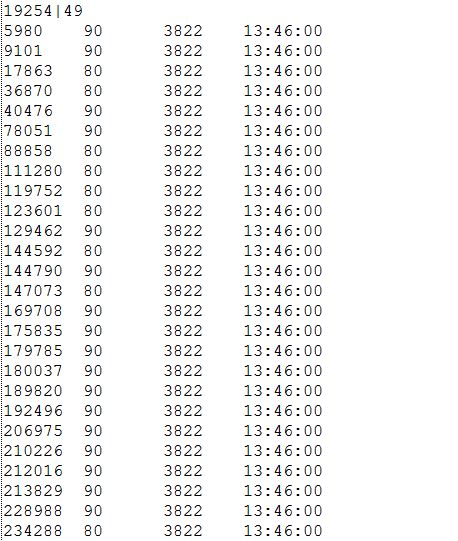 19254|49
5980 90 3822 13:46:00
9101 90 3822 13:46:00
17863 80 3822 13:46:00
36870 80 3822 13:46:00
40476 90 3822 13:46:00
78051 90 3822 13:46:00
88858 80 3822 13:46:00
111280 80 3822 13:46:00
119752 80 3822 13:46:00
123601 80 3822 13:46:00
129462 90 3822 13:46:00
144592 80 3822 13:46:00
144790 90 3822 13:46:00
147073 80 3822 13:46:00
169708 90 3822 13:46:00
175835 90 3822 13:46:00
179785 90 3822 13:46:00
180037 90 3822 13:46:00
189820 90 3822 13:46:00
192496 90 3822 13:46:00
206975 90 3822 13:46:00
210226 90 3822 13:46:00
212016 90 3822 13:46:00
213829 90 3822 13:46:00
228988 90 3822 13:46:00
234288 80 3822 13:46:00